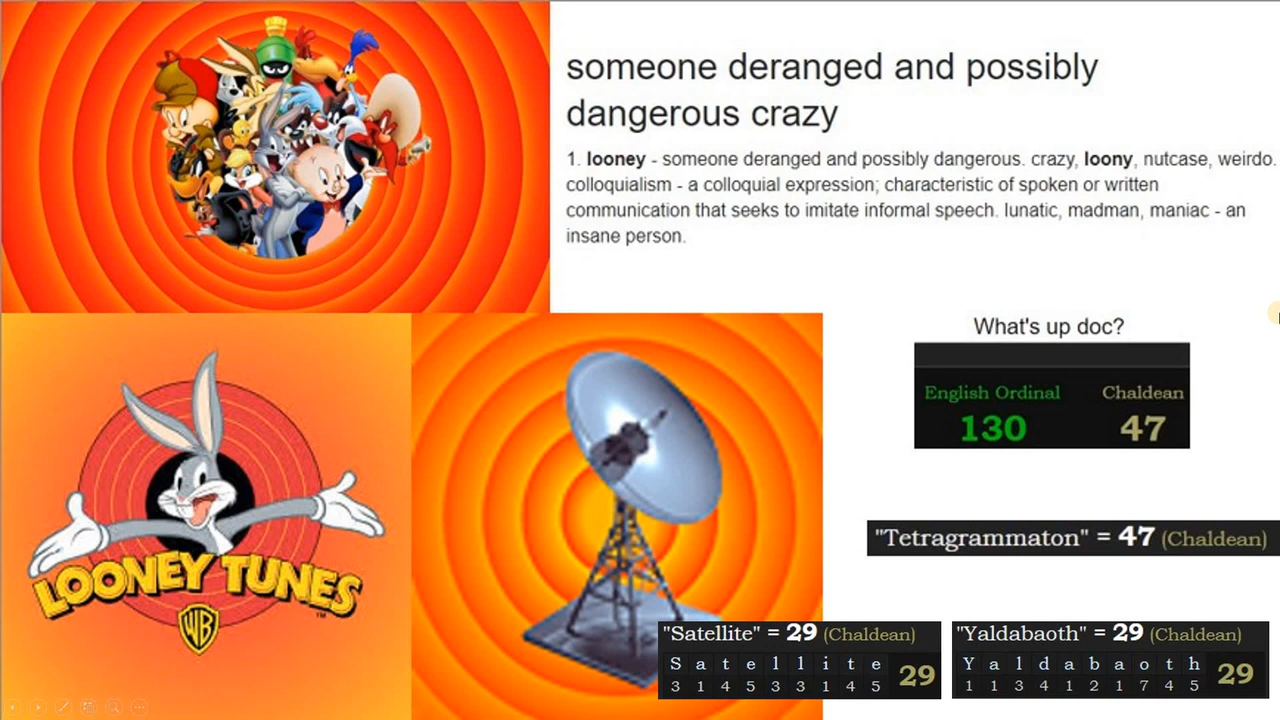 someone deranged and possibly
dangerous crazy
1. looney - someone deranged and possibly dangerous. crazy, loony, nutcase, weirdo.
colloquialism - a colloquial expression; characteristic of spoken or written
communication that seeks to imitate informal speech. lunatic, madman, maniac - an
insane person.
What's up doc?
English Ordinal Chaldean
130 47
"Tetragrammaton" = 47 (Chaldean)
LOONEY TUNES
TM
WB
"Satellite" = 29 (Chaldean)
S a t e l l i t e 29
3 1 4 5 3 3 1 4 5
"Yaldabaoth" = 29 (Chaldean)
Y a l d a b a o t h 29
1 1 3 4 1 2 1 7 4 5